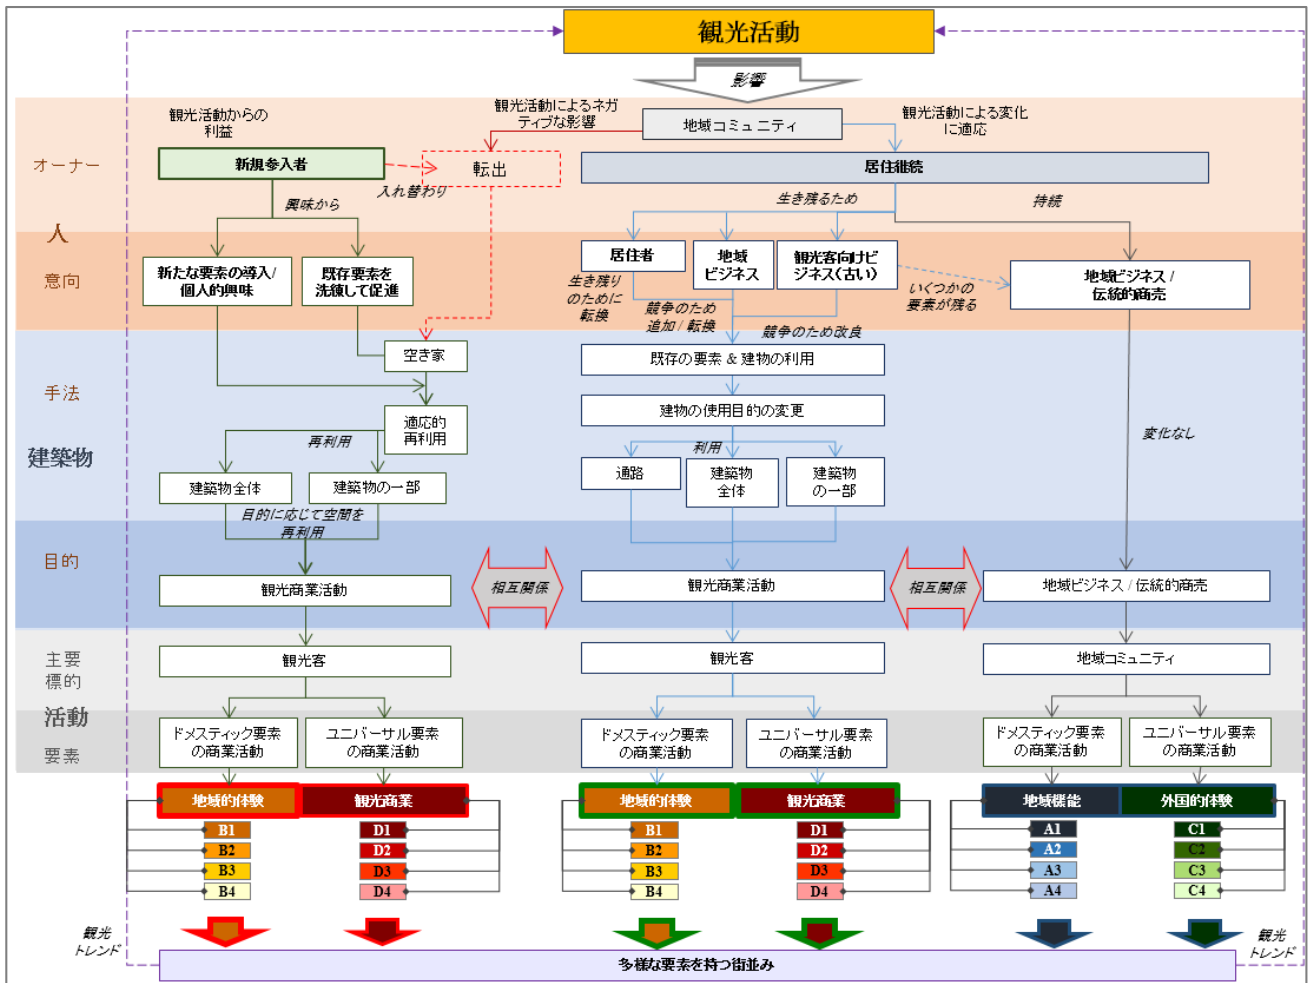 観光活動
影響
観光活動からの
利益
観光活動によるネガ
ティブな影響
地域コミュニティ
観光活動による変化
に適応
オーナー
新規参入者
転出
居住継続
入れ替わり
興味から
生き残るため
持続
人
意向
新たな要素の導入/
個人的興味
既存要素を
洗練して促進
居住者
地域
ビジネス
観光客向けビ
ジネス(古い)
地域ビジネス /
伝統的商売
生き残り
のために
転換
いくつかの
要素が残る
競争のため
追加 / 転換
競争のため改良
空き家
既存の要素 & 建物の利用
手法
適応的
再利用
建物の使用目的の変更
建築物
再利用
利用
変化なし
建築物全体
建築物の一部
通路
建築物
全体
建築物
の一部
目的に応じて空間を
再利用
目的
観光商業活動
相互関係
観光商業活動
相互関係
地域ビジネス / 伝統的商売
主要
標的
観光客
観光客
地域コミュニティ
活動
要素
ドメスティック要素
の商業活動
ユニバーサル要素
の商業活動
ドメスティック要素
の商業活動
ユニバーサル要素
の商業活動
ドメスティック要素
の商業活動
ユニバーサル要素
の商業活動
地域的体験
観光商業
地域的体験
観光商業
地域機能
外国的体験
B1
D1
B1
D1
A1
C1
B2
D2
B2
D2
A2
C2
B3
D3
B3
D3
A3
C3
B4
D4
B4
D4
A4
C4
観光
トレンド
観光
トレンド
多様な要素を持つ街並み